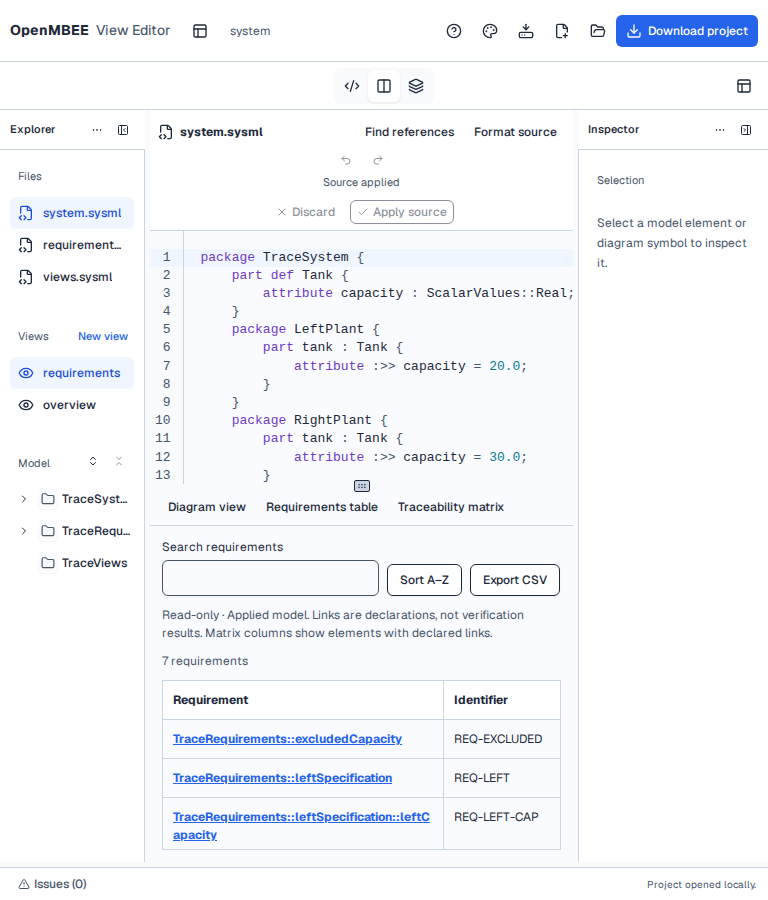 OpenMBEE View Editor system Download project
Explorer
Files
system.sysml
requirement...
views.sysml
Views New view
requirements
overview
Model
TraceSyst...
TraceRequ...
TraceViews
system.sysml Find references Format source
Source applied
Discard Apply source
1 package TraceSystem {
2 part def Tank {
3 attribute capacity : ScalarValues::Real;
4 }
5 package LeftPlant {
6 part tank : Tank {
7 attribute :>> capacity = 20.0;
8 }
9 }
10 package RightPlant {
11 part tank : Tank {
12 attribute :>> capacity = 30.0;
13 }
Diagram view Requirements table Traceability matrix
Search requirements
Sort A–Z Export CSV
Read-only · Applied model. Links are declarations, not verification
results. Matrix columns show elements with declared links.
7 requirements
Requirement Identifier
TraceRequirements::excludedCapacity REQ-EXCLUDED
TraceRequirements::leftSpecification REQ-LEFT
TraceRequirements::leftSpecification::leftC REQ-LEFT-CAP
apacity
Inspector
Selection
Select a model element or
diagram symbol to inspect
it.
Issues (0) Project opened locally.